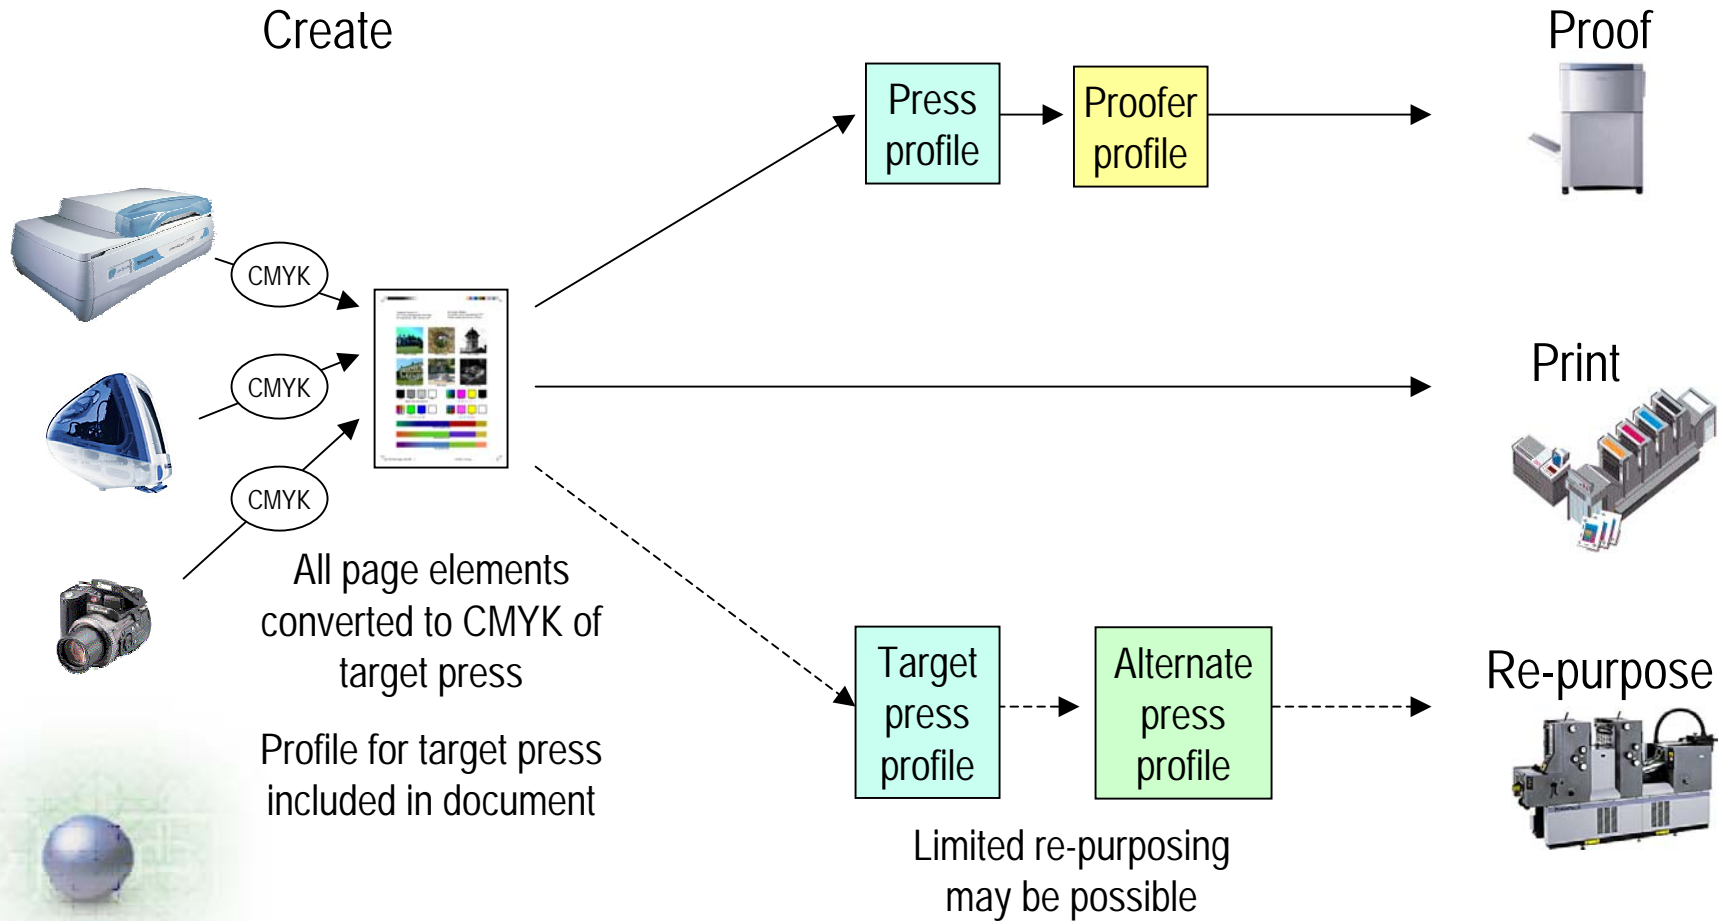 Create
Proof
Press
profile
Proofer
profile
CMYK
CMYK
CMYK
Print
All page elements
converted to CMYK of
target press
Profile for target press
included in document
Target
press
profile
Alternate
press
profile
Re-purpose
Limited re-purposing
may be possible